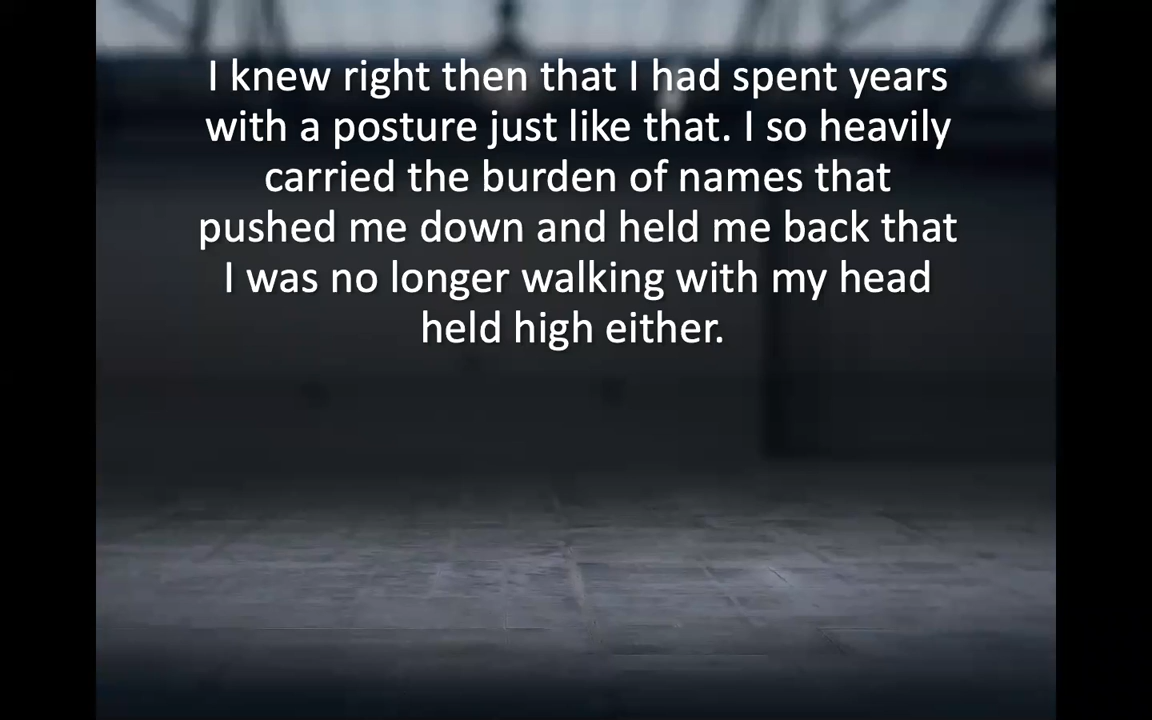 I knew right then that I had spent years
with a posture just like that. I so heavily
carried the burden of names that
pushed me down and held me back that
I was no longer walking with my head
held high either.